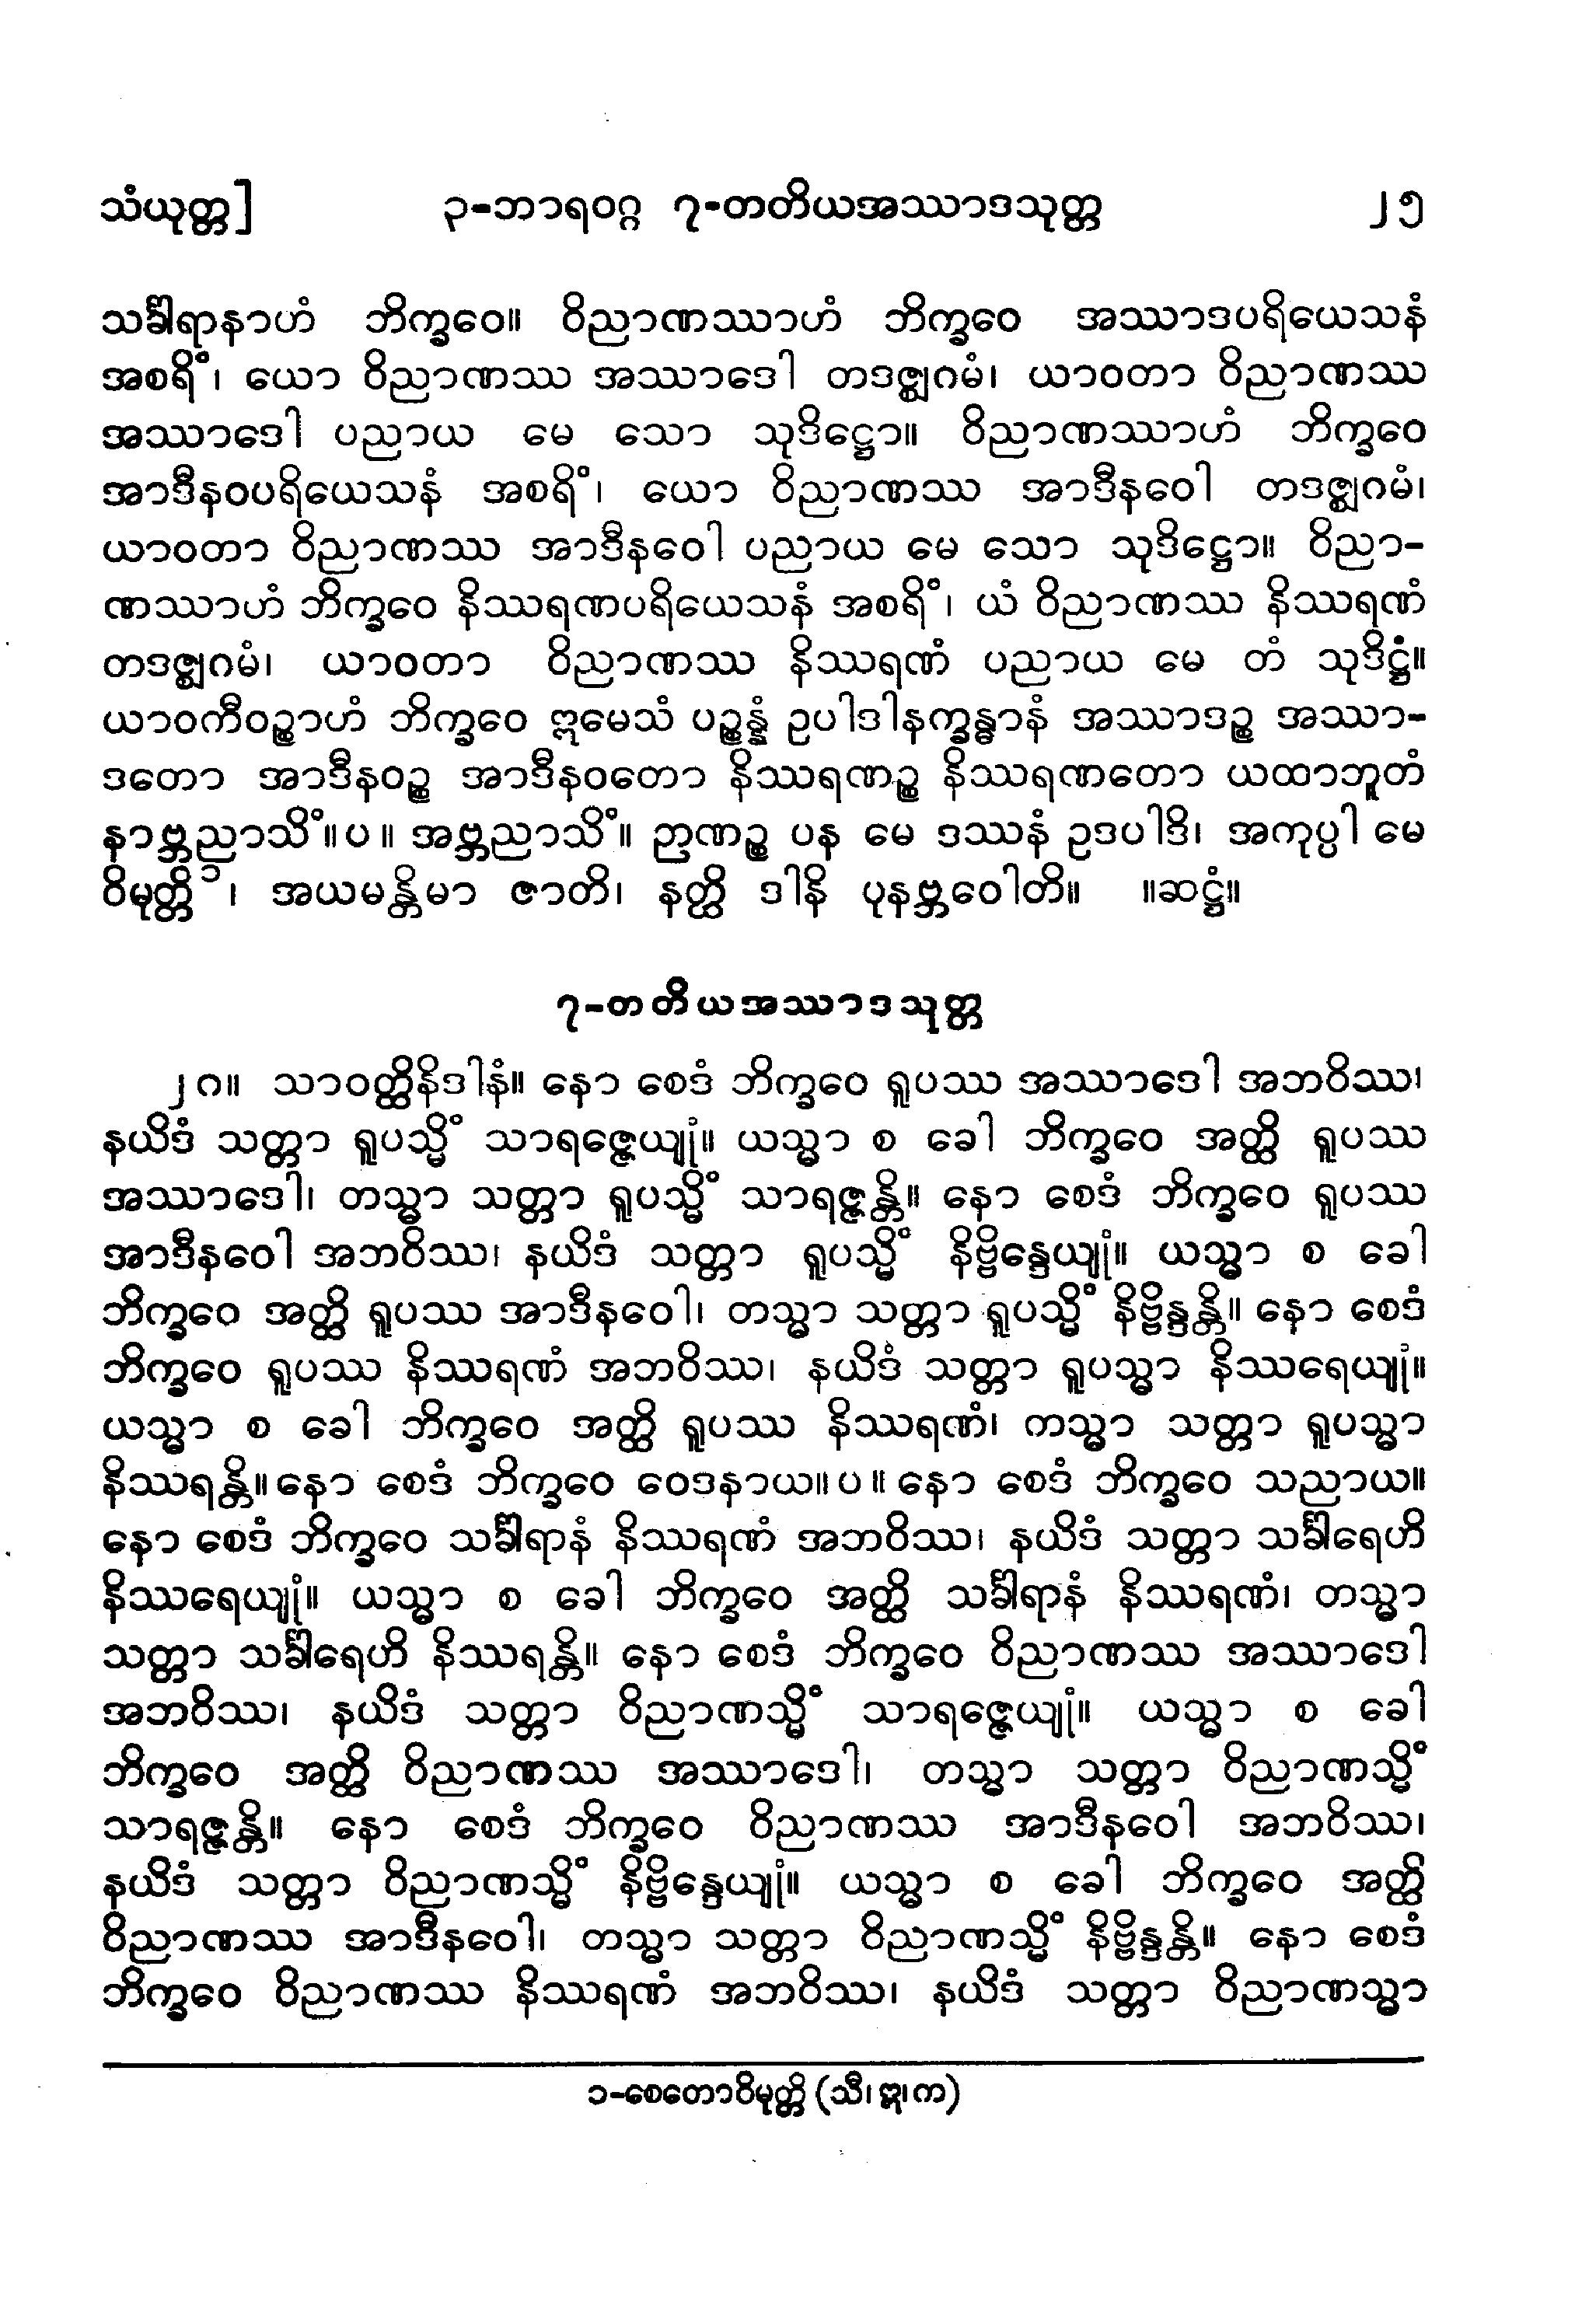 သံယုတ္တ] ၃-ဘာရဝဂ္ဂ ၇-တတိယအဿာဒသုတ္တ ၂၅
သင်္ခါရာနာဟံ ဘိက္ခဝေ။ ဝိညာဏဿာဟံ ဘိက္ခဝေ အဿာဒပရိယေသနံ
အစရိံ၊ ယော ဝိညာဏဿ အဿာဒေါ တဒဇ္ဈဂမံ၊ ယာဝတာ ဝိညာဏဿ
အဿာဒေါ ပညာယ မေ သော သုဒိဋ္ဌော။ ဝိညာဏဿာဟံ ဘိက္ခဝေ
အာဒီနဝပရိယေသနံ အစရိံ၊ ယော ဝိညာဏဿ အာဒီနဝေါ တဒဇ္ဈဂမံ၊
ယာဝတာ ဝိညာဏဿ အာဒီနဝေါ ပညာယ မေ သော သုဒိဋ္ဌော။ ဝိညာ-
ဏဿာဟံ ဘိက္ခဝေ နိဿရဏပရိယေသနံ အစရိံ၊ ယံ ဝိညာဏဿ နိဿရဏံ
တဒဇ္ဈဂမံ၊ ယာဝတာ ဝိညာဏဿ နိဿရဏံ ပညာယ မေ တံ သုဒိဋ္ဌံ။
ယာဝကီဝဉ္စာဟံ ဘိက္ခဝေ ဣမေသံ ပဉ္စန္နံ ဥပါဒါနက္ခန္ဓာနံ အဿာဒဉ္စ အဿာ-
ဒတော အာဒီနဝဉ္စ အာဒီနဝတော နိဿရဏဉ္စ နိဿရဏတော ယထာဘူတံ
နာဗ္ဘညာသိံ။ပ။ အဗ္ဘညာသိံ။ ဉာဏဉ္စ ပန မေ ဒဿနံ ဥဒပါဒိ၊ အကုပ္ပါ မေ
ဝိမုတ္တိ ၁၊ အယမန္တိမာ ဇာတိ၊ နတ္ထိ ဒါနိ ပုနဗ္ဘဝေါတိ။ ။ဆဋ္ဌံ။
၇-တတိယအဿာဒသုတ္တ
၂၈။ သာဝတ္ထိနိဒါနံ။ နော စေဒံ ဘိက္ခဝေ ရူပဿ အဿာဒေါ အဘဝိဿ၊
နယိဒံ သတ္တာ ရူပသ္မိံ သာရဇ္ဇေယျုံ။ ယသ္မာ စ ခေါ ဘိက္ခဝေ အတ္ထိ ရူပဿ
အဿာဒေါ၊ တသ္မာ သတ္တာ ရူပသ္မိံ သာရဇ္ဇန္တိ။ နော စေဒံ ဘိက္ခဝေ ရူပဿ
အာဒီနဝေါ အဘဝိဿ၊ နယိဒံ သတ္တာ ရူပသ္မိံ နိဗ္ဗိန္ဒေယျုံ။ ယသ္မာ စ ခေါ
ဘိက္ခဝေ အတ္ထိ ရူပဿ အာဒီနဝေါ၊ တသ္မာ သတ္တာ ရူပသ္မိံ နိဗ္ဗိန္ဒန္တိ။ နော စေဒံ
ဘိက္ခဝေ ရူပဿ နိဿရဏံ အဘဝိဿ၊ နယိဒံ သတ္တာ ရူပသ္မာ နိဿရေယျုံ။
ယသ္မာ စ ခေါ ဘိက္ခဝေ အတ္ထိ ရူပဿ နိဿရဏံ၊ ကသ္မာ သတ္တာ ရူပသ္မာ
နိဿရန္တိ။ နော စေဒံ ဘိက္ခဝေ ဝေဒနာယ။ပ။ နော စေဒံ ဘိက္ခဝေ သညာယ။
နော စေဒံ ဘိက္ခဝေ သင်္ခါရာနံ နိဿရဏံ အဘဝိဿ၊ နယိဒံ သတ္တာ သင်္ခါရေဟိ
နိဿရေယျုံ။ ယသ္မာ စ ခေါ ဘိက္ခဝေ အတ္ထိ သင်္ခါရာနံ နိဿရဏံ၊ တသ္မာ
သတ္တာ သင်္ခါရေဟိ နိဿရန္တိ။ နော စေဒံ ဘိက္ခဝေ ဝိညာဏဿ အဿာဒေါ
အဘဝိဿ၊ နယိဒံ သတ္တာ ဝိညာဏသ္မိံ သာရဇ္ဇေယျုံ။ ယသ္မာ စ ခေါ
ဘိက္ခဝေ အတ္ထိ ဝိညာဏဿ အဿာဒေါ၊ တသ္မာ သတ္တာ ဝိညာဏသ္မိံ
သာရဇ္ဇန္တိ။ နော စေဒံ ဘိက္ခဝေ ဝိညာဏဿ အာဒီနဝေါ အဘဝိဿ၊
နယိဒံ သတ္တာ ဝိညာဏသ္မိံ နိဗ္ဗိန္ဒေယျုံ။ ယသ္မာ စ ခေါ ဘိက္ခဝေ အတ္ထိ
ဝိညာဏဿ အာဒီနဝေါ၊ တသ္မာ သတ္တာ ဝိညာဏသ္မိံ နိဗ္ဗိန္ဒန္တိ။ နော စေဒံ
ဘိက္ခဝေ ဝိညာဏဿ နိဿရဏံ အဘဝိဿ၊ နယိဒံ သတ္တာ ဝိညာဏသ္မာ
၁-စေတောဝိမုတ္တိ (သီ၊ ဣ၊ က)